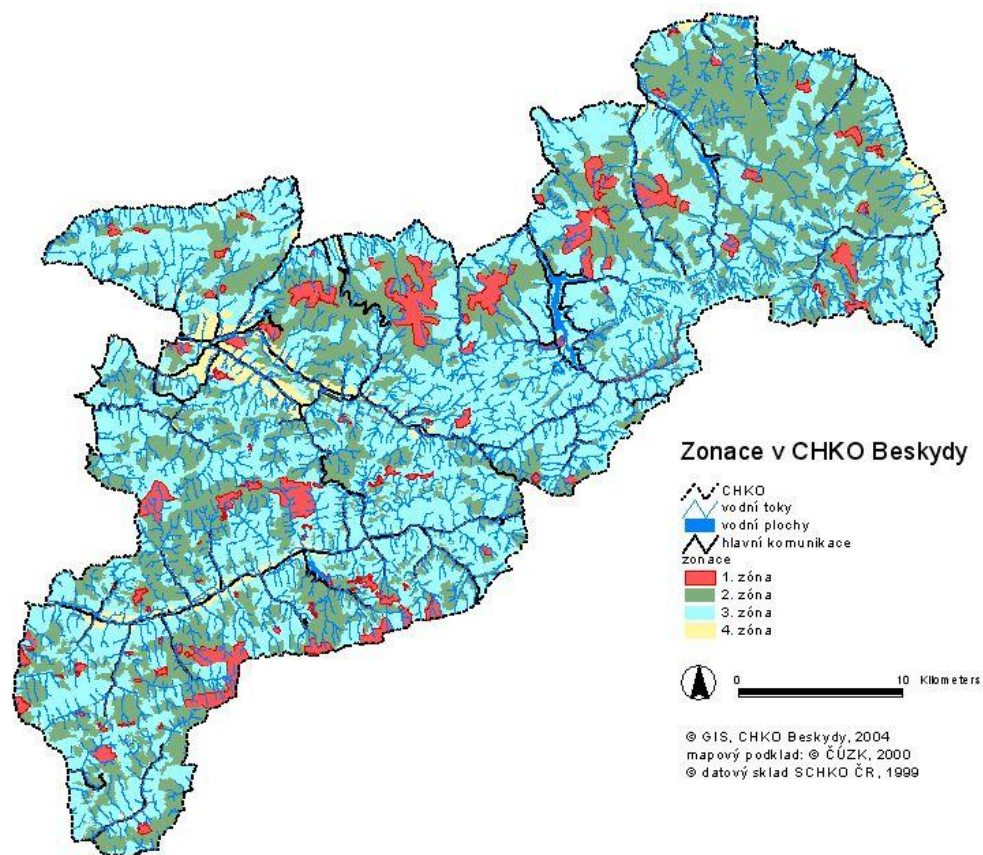 Zonace v CHKO Beskydy
CHKO
vodní toky
vodní plochy
hlavní komunikace
zonace
1. zóna
2. zóna
3. zóna
4. zóna
0 10 Kilometers
© GIS, CHKO Beskydy, 2004
mapový podklad: © ČÚZK, 2000
© datový sklad SCHKO ČR, 1999